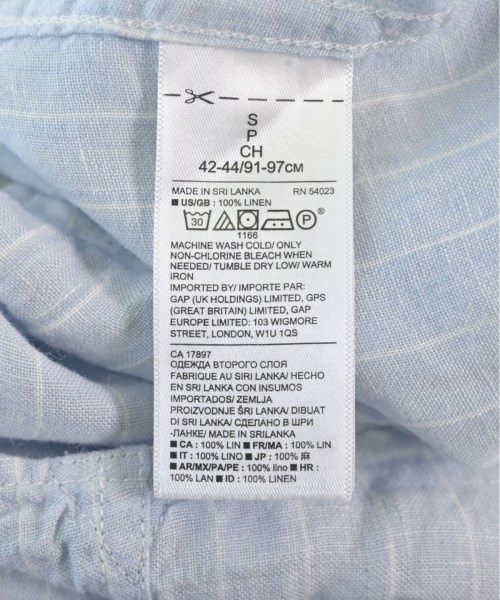 S
P
CH
42-44/91-97CM
MADE IN SRI LANKA RN 54023
■ US/GB : 100% LINEN
30 P ®
1166
MACHINE WASH COLD/ ONLY
NON-CHLORINE BLEACH WHEN
NEEDED/ TUMBLE DRY LOW/ WARM
IRON
IMPORTED BY/ IMPORTE PAR:
GAP (UK HOLDINGS) LIMITED, GPS
(GREAT BRITAIN) LIMITED, GAP
EUROPE LIMITED: 103 WIGMORE
STREET, LONDON, W1U 1QS
CA 17897
ОДЕЖДА ВТОРОГО СЛОЯ
FABRIQUE AU SIRI LANKA/ HECHO
EN SRI LANKA CON INSUMOS
IMPORTADOS/ ZEMLJA
PROIZVODNJE ŠRI LANKA/ DIBUAT
DI SRI LANKA/ СДЕЛАНО В ШРИ
-ЛАНКЕ/ MAKE IN SRILANKA
■ CA : 100% LIN ■ FR/MA: 100% LIN
■ IT : 100% LINO ■ JP : 100% 麻
■ AR/MX/PA/PE: 100% lino ■ HR :
100% LAN ■ ID : 100% LINEN